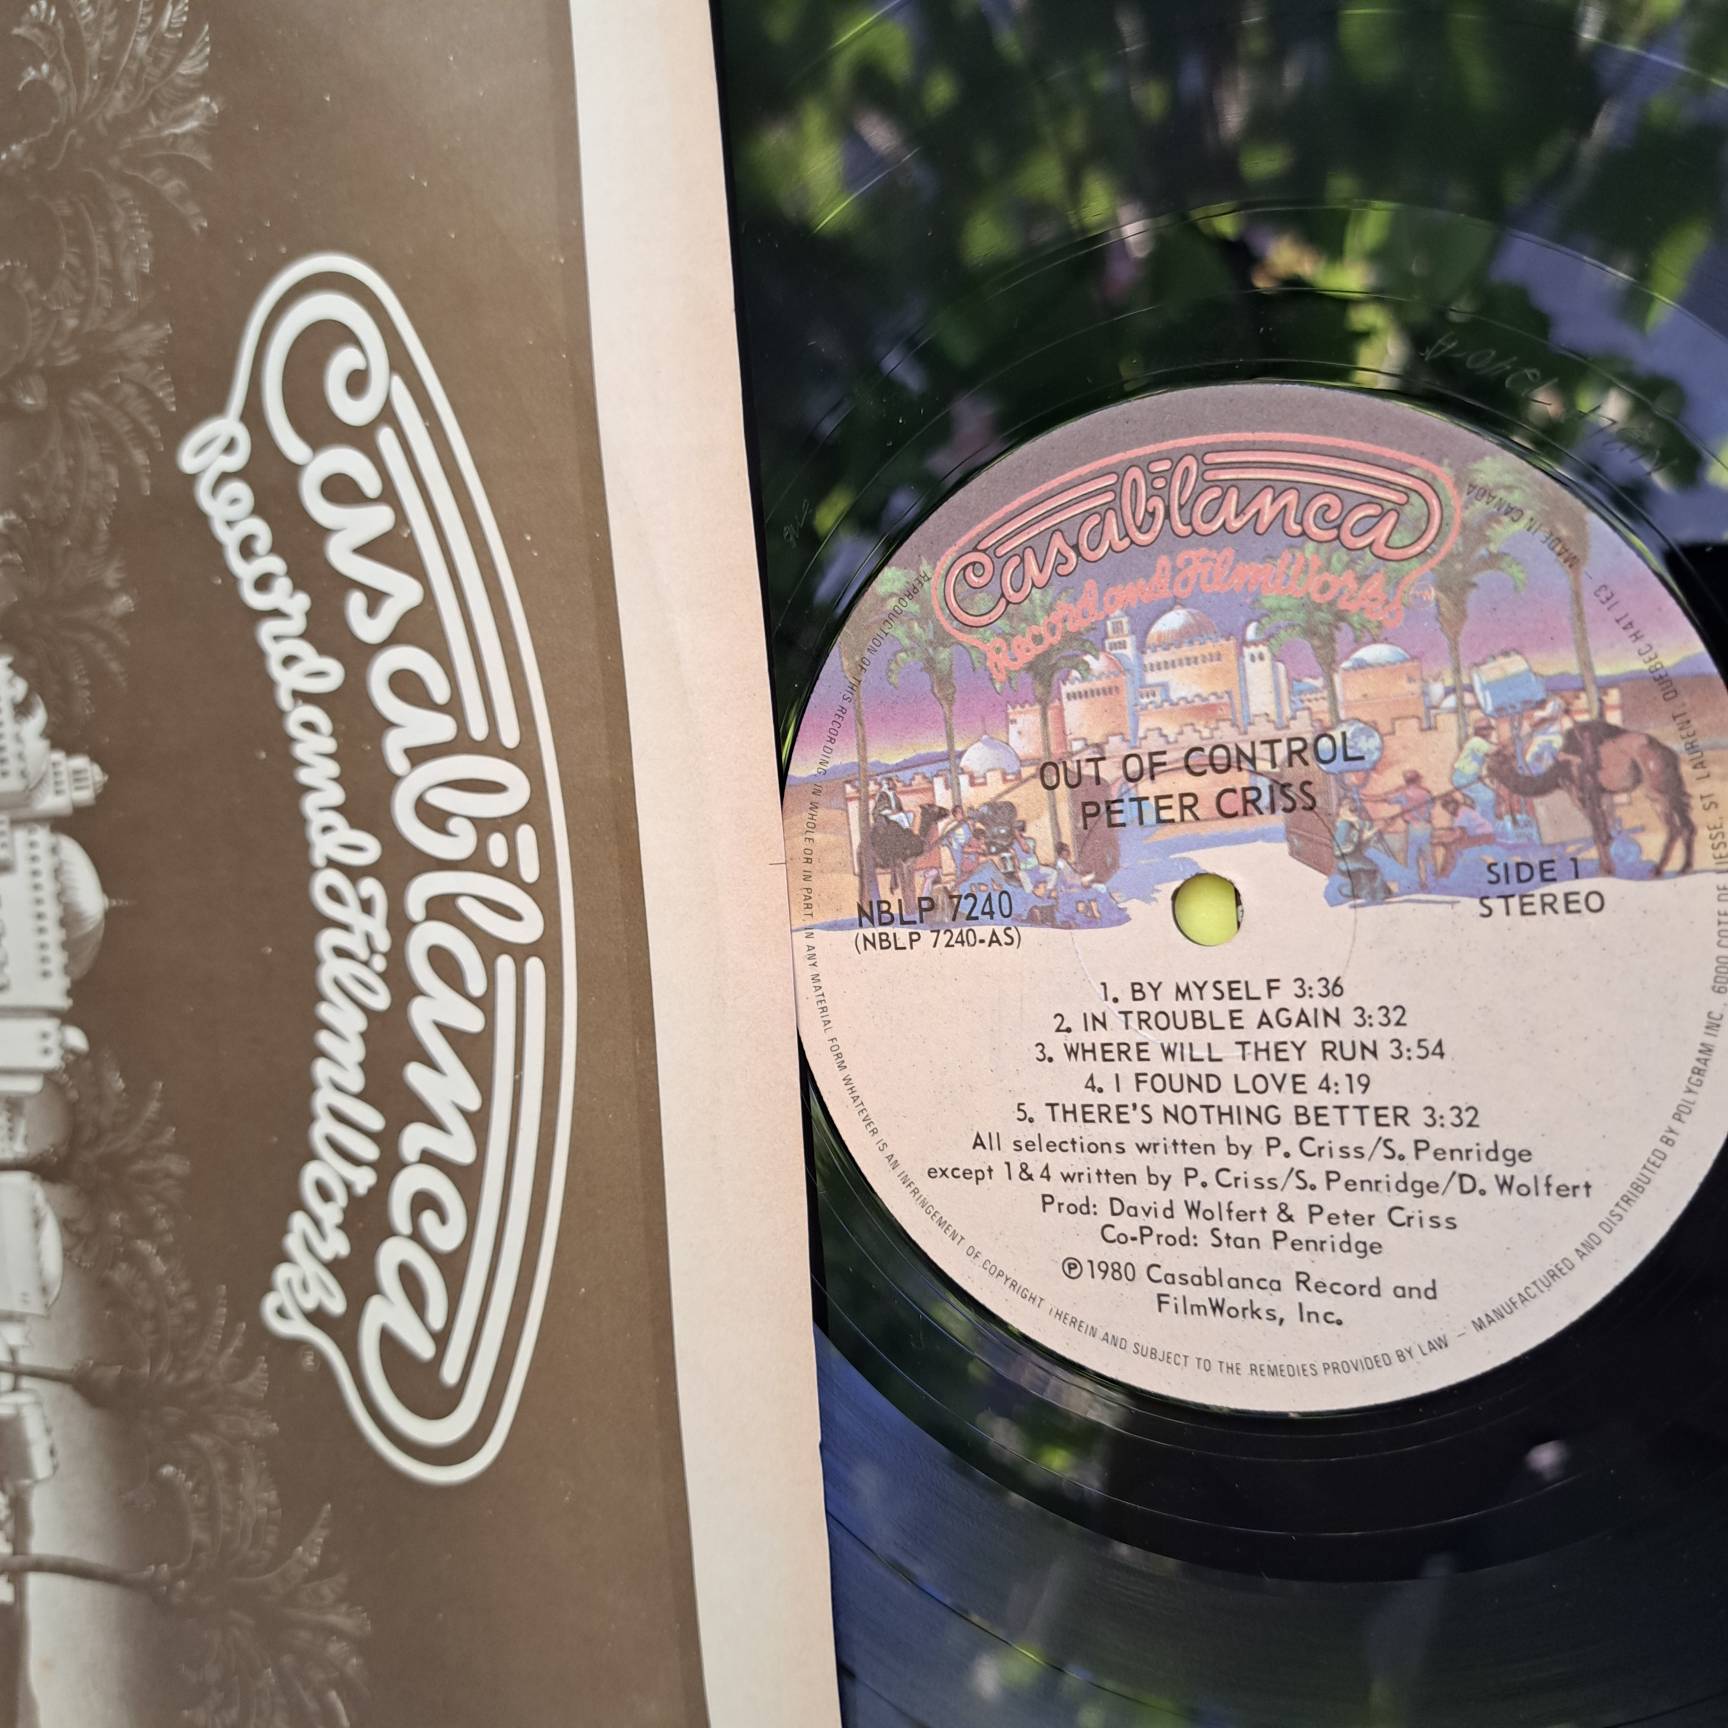 Casablanca
Record and FilmWorks
TM
Casablanca
Record and FilmWorks
OUT OF CONTROL
PETER CRISS
NBLP 7240
(NBLP 7240-AS)
SIDE 1
STEREO
1. BY MYSELF 3:36
2. IN TROUBLE AGAIN 3:32
3. WHERE WILL THEY RUN 3:54
4. I FOUND LOVE 4:19
5. THERE'S NOTHING BETTER 3:32
All selections written by P. Criss/S. Penridge
except 1 & 4 written by P. Criss/S. Penridge/D. Wolfert
Prod: David Wolfert & Peter Criss
Co-Prod: Stan Penridge
Ⓟ1980 Casablanca Record and
FilmWorks, Inc.
REPRODUCTION OF THIS RECORDING IN WHOLE OR IN PART IN ANY MATERIAL FORM WHATEVER IS AN INFRINGEMENT OF COPYRIGHT THEREIN AND SUBJECT TO THE REMEDIES PROVIDED BY LAW — MANUFACTURED AND DISTRIBUTED BY POLYGRAM INC. 6000 COTE DE LIESSE, ST LAURENT, QUEBEC H4T 1E3 — MADE IN CANADA